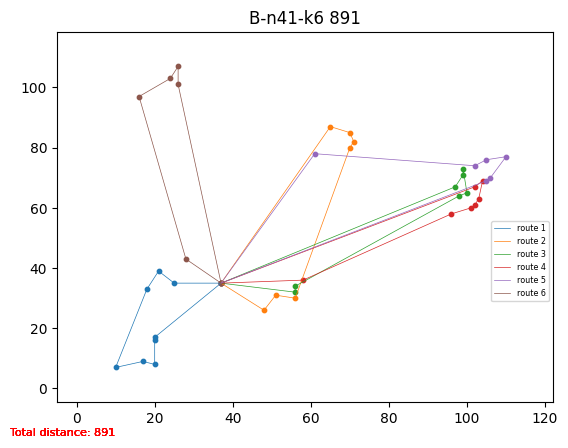 B-n41-k6 891
100
80
60
40
20
0
0 20 40 60 80 100 120
route 1
route 2
route 3
route 4
route 5
route 6
Total distance: 891